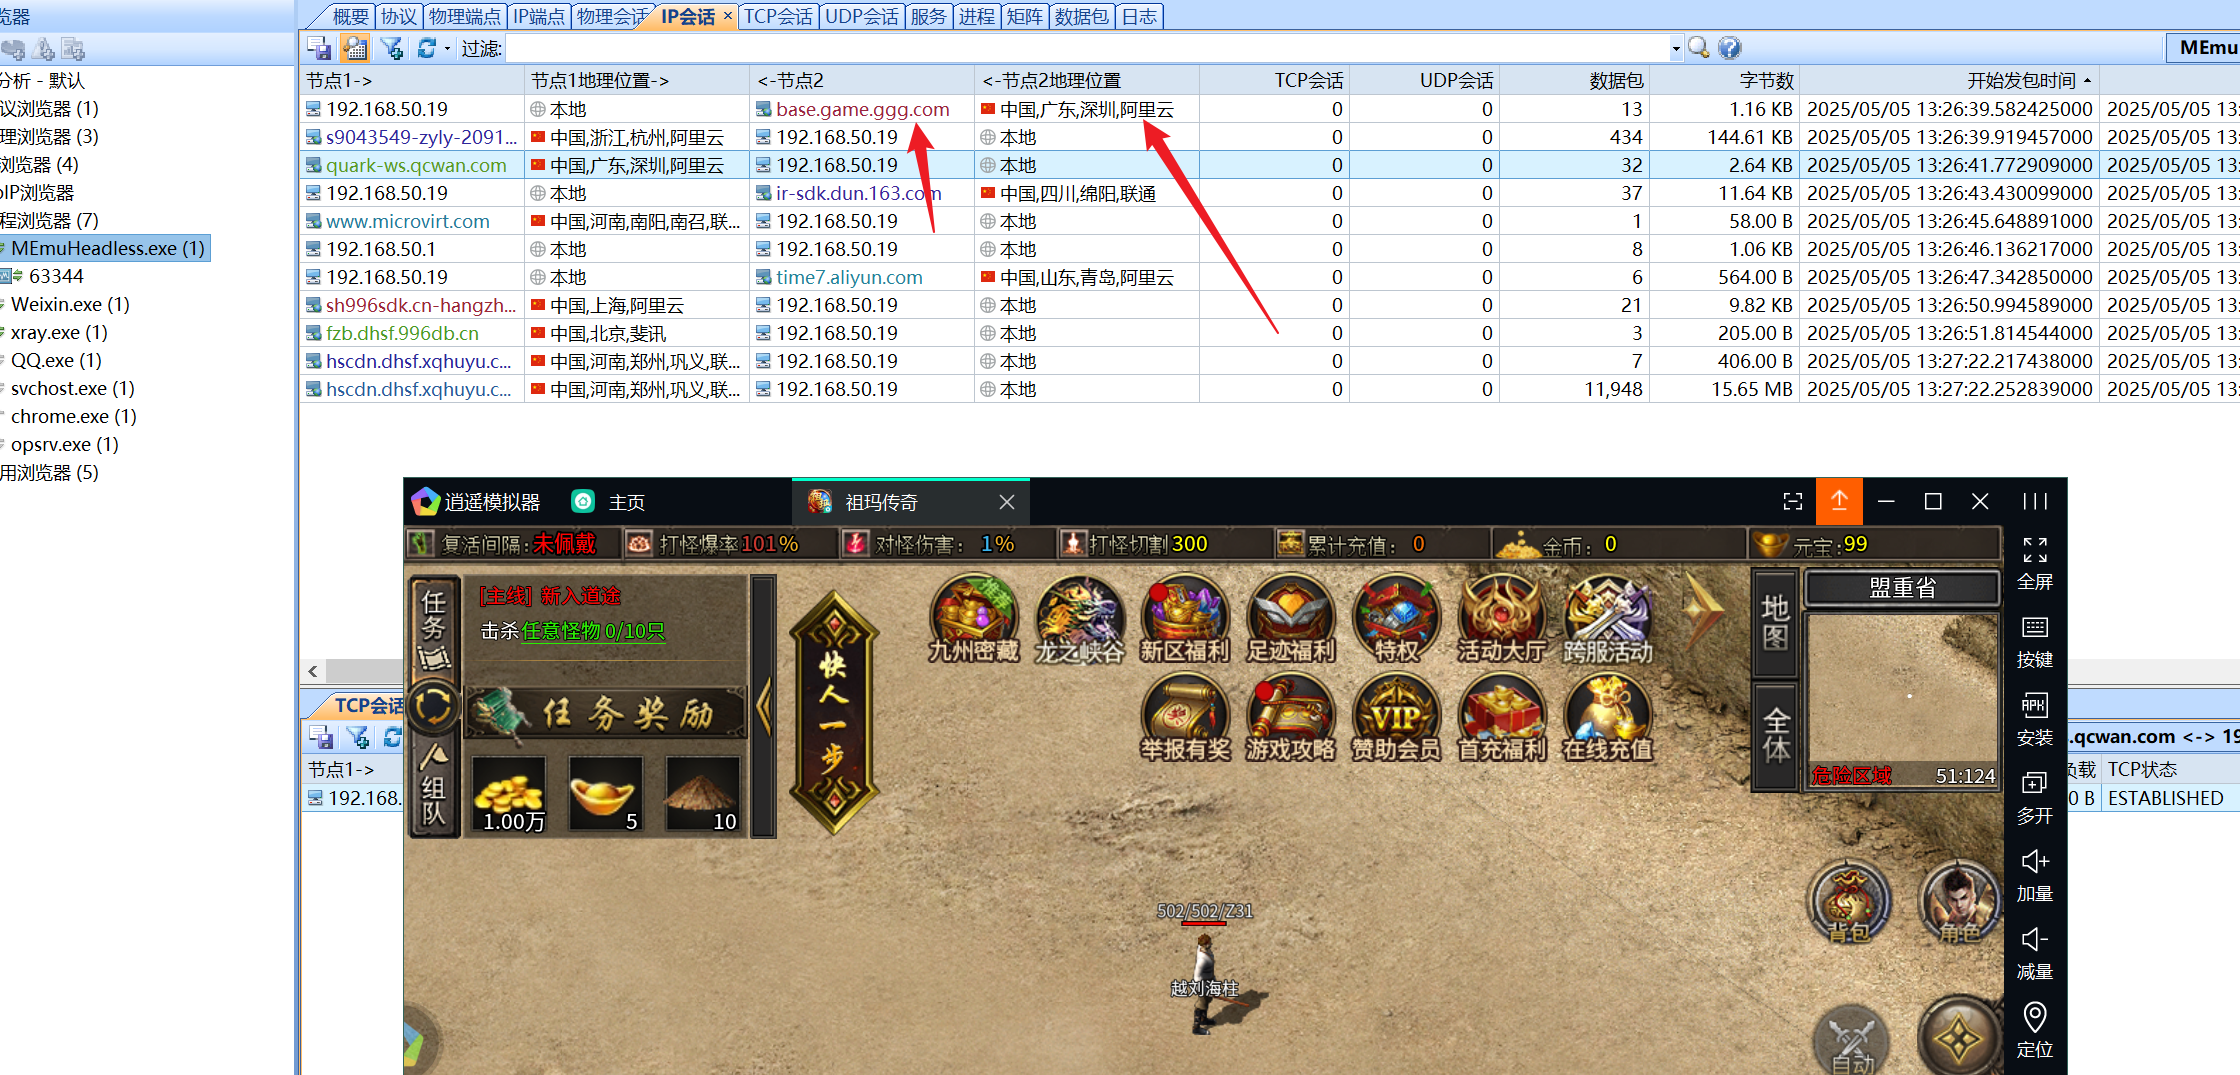 览器
概要 协议 物理端点 IP端点 物理会话 IP会话 × TCP会话 UDP会话 服务 进程 矩阵 数据包 日志
过滤:
MEmu
分析 - 默认
议浏览器 (1)
理浏览器 (3)
浏览器 (4)
IP浏览器
程浏览器 (7)
MEmuHeadless.exe (1)
63344
Weixin.exe (1)
xray.exe (1)
QQ.exe (1)
svchost.exe (1)
chrome.exe (1)
opsrv.exe (1)
用浏览器 (5)
节点1-> 节点1地理位置-> <-节点2 <-节点2地理位置 TCP会话 UDP会话 数据包 字节数 开始发包时间
192.168.50.19 本地 base.game.ggg.com 中国,广东,深圳,阿里云 0 0 13 1.16 KB 2025/05/05 13:26:39.582425000 2025/05/05 13:
s9043549-zyly-2091... 中国,浙江,杭州,阿里云 192.168.50.19 本地 0 0 434 144.61 KB 2025/05/05 13:26:39.919457000 2025/05/05 13:
quark-ws.qcwan.com 中国,广东,深圳,阿里云 192.168.50.19 本地 0 0 32 2.64 KB 2025/05/05 13:26:41.772909000 2025/05/05 13:
192.168.50.19 本地 ir-sdk.dun.163.com 中国,四川,绵阳,联通 0 0 37 11.64 KB 2025/05/05 13:26:43.430099000 2025/05/05 13:
www.microvirt.com 中国,河南,南阳,南召,联... 192.168.50.19 本地 0 0 1 58.00 B 2025/05/05 13:26:45.648891000 2025/05/05 13:
192.168.50.1 本地 192.168.50.19 本地 0 0 8 1.06 KB 2025/05/05 13:26:46.136217000 2025/05/05 13:
192.168.50.19 本地 time7.aliyun.com 中国,山东,青岛,阿里云 0 0 6 564.00 B 2025/05/05 13:26:47.342850000 2025/05/05 13:
sh996sdk.cn-hangzh... 中国,上海,阿里云 192.168.50.19 本地 0 0 21 9.82 KB 2025/05/05 13:26:50.994589000 2025/05/05 13:
fzb.dhsf.996db.cn 中国,北京,斐讯 192.168.50.19 本地 0 0 3 205.00 B 2025/05/05 13:26:51.814544000 2025/05/05 13:
hscdn.dhsf.xqhuyu.c... 中国,河南,郑州,巩义,联... 192.168.50.19 本地 0 0 7 406.00 B 2025/05/05 13:27:22.217438000 2025/05/05 13:
hscdn.dhsf.xqhuyu.c... 中国,河南,郑州,巩义,联... 192.168.50.19 本地 0 0 11,948 15.65 MB 2025/05/05 13:27:22.252839000 2025/05/05 13:
TCP会话
节点1->
192.168.
.qcwan.com <-> 19
负载 TCP状态
0 B ESTABLISHED
逍遥模拟器 主页 祖玛传奇
复活间隔:未佩戴 打怪爆率101% 对怪伤害: 1% 打怪切割300 累计充值: 0 金币: 0 元宝:99
任务
组队
[主线] 新入道途
击杀任意怪物 0/10只
任务奖励
1.00万 5 10
快人一步
九州密藏 龙之峡谷 新区福利 足迹福利 特权 活动大厅 跨服活动
VIP
举报有奖 游戏攻略 赞助会员 首充福利 在线充值
地图
全体
盟重省
危险区域 51:124
502/502/Z31
越刘海柱
背包 角色
自动
全屏
按键
APK
安装
多开
加量
减量
定位